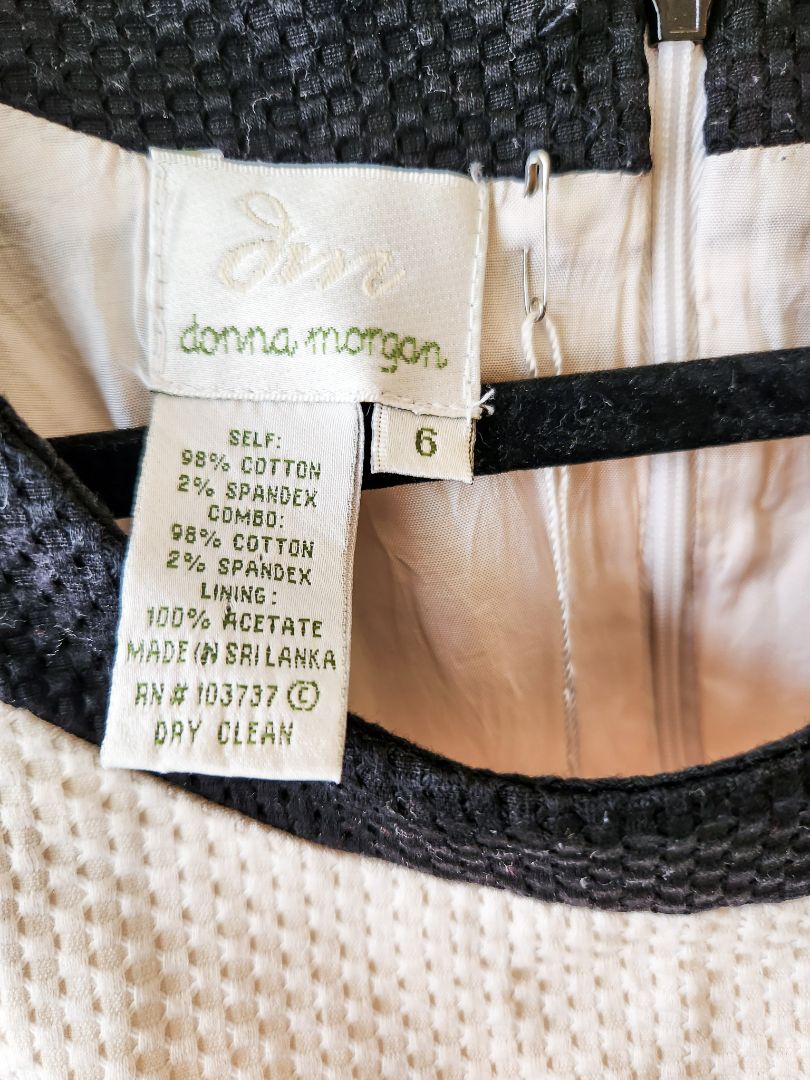 dm
donna morgan
6
SELF:
98% COTTON
2% SPANDEX
COMBO:
98% COTTON
2% SPANDEX
LINING:
100% ACETATE
MADE IN SRI LANKA
RN # 103737 ©
DRY CLEAN